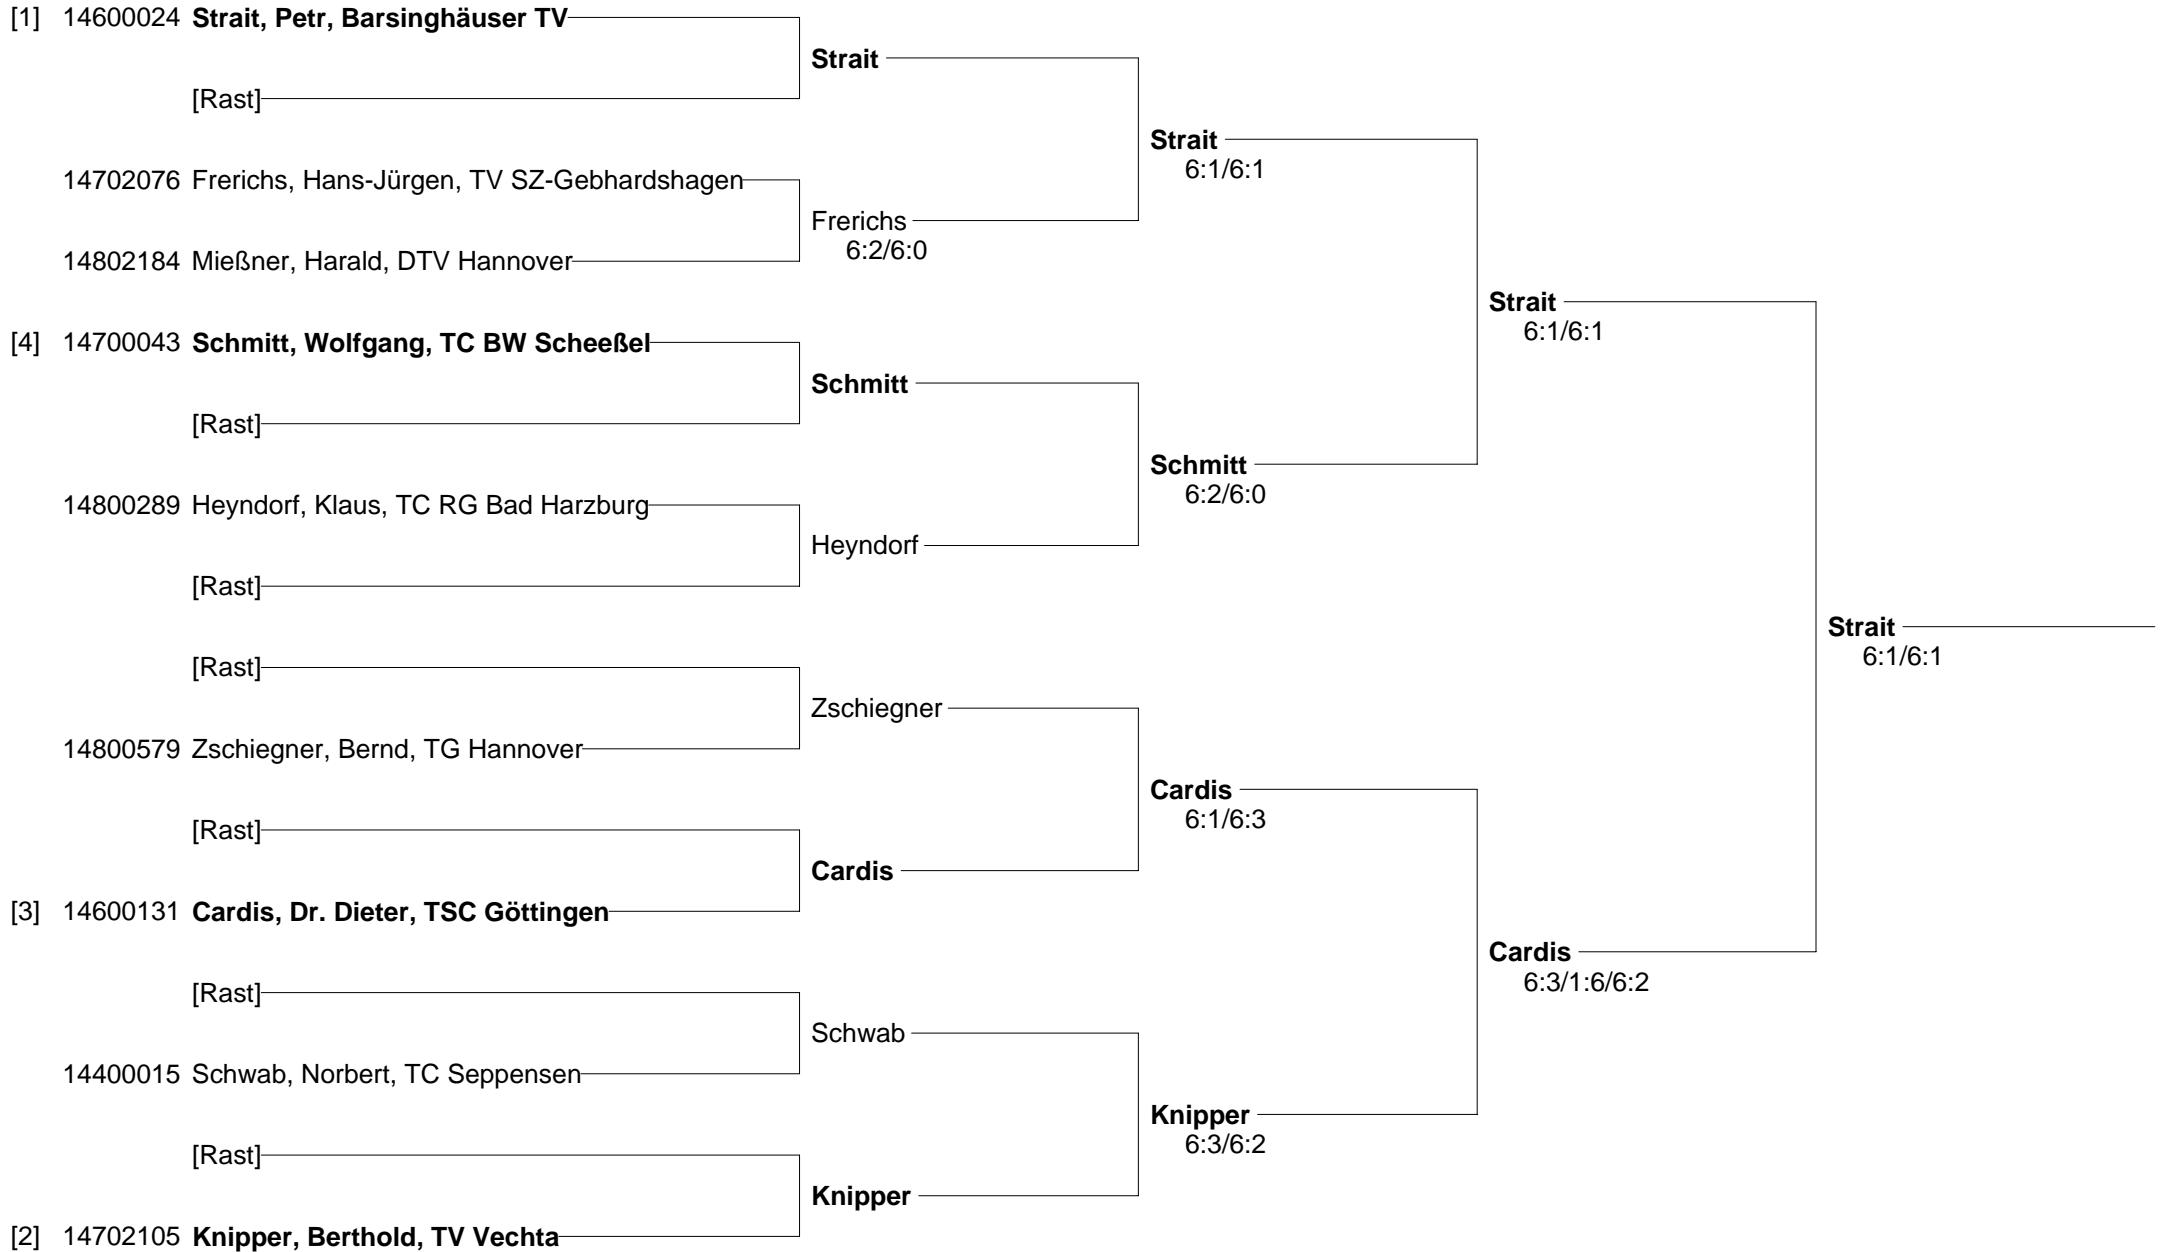 [1] 14600024 Strait, Petr, Barsinghäuser TV
Strait
[Rast]
Strait
6:1/6:1
14702076 Frerichs, Hans-Jürgen, TV SZ-Gebhardshagen
Frerichs
6:2/6:0
14802184 Mießner, Harald, DTV Hannover
Strait
6:1/6:1
[4] 14700043 Schmitt, Wolfgang, TC BW Scheeßel
Schmitt
[Rast]
Schmitt
6:2/6:0
14800289 Heyndorf, Klaus, TC RG Bad Harzburg
Heyndorf
[Rast]
Strait
6:1/6:1
[Rast]
Zschiegner
14800579 Zschiegner, Bernd, TG Hannover
Cardis
6:1/6:3
[Rast]
Cardis
[3] 14600131 Cardis, Dr. Dieter, TSC Göttingen
Cardis
6:3/1:6/6:2
[Rast]
Schwab
14400015 Schwab, Norbert, TC Seppensen
Knipper
6:3/6:2
[Rast]
Knipper
[2] 14702105 Knipper, Berthold, TV Vechta